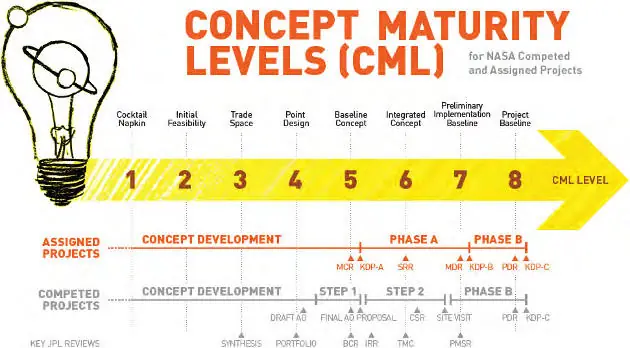 CONCEPT MATURITY
LEVELS (CML)
for NASA Competed
and Assigned Projects
Cocktail
Napkin
Initial
Feasibility
Trade
Space
Point
Design
Baseline
Concept
Integrated
Concept
Preliminary
Implementation
Baseline
Project
Baseline
1 2 3 4 5 6 7 8 CML LEVEL
ASSIGNED
PROJECTS
CONCEPT DEVELOPMENT PHASE A PHASE B
MCR KDP-A SRR MDR KDP-B PDR KDP-C
COMPETED
PROJECTS
CONCEPT DEVELOPMENT STEP 1 STEP 2 PHASE B
DRAFT AO FINAL AO PROPOSAL CSR SITE VISIT PDR KDP-C
KEY JPL REVIEWS SYNTHESIS PORTFOLIO BCR IRR TMC PMSR